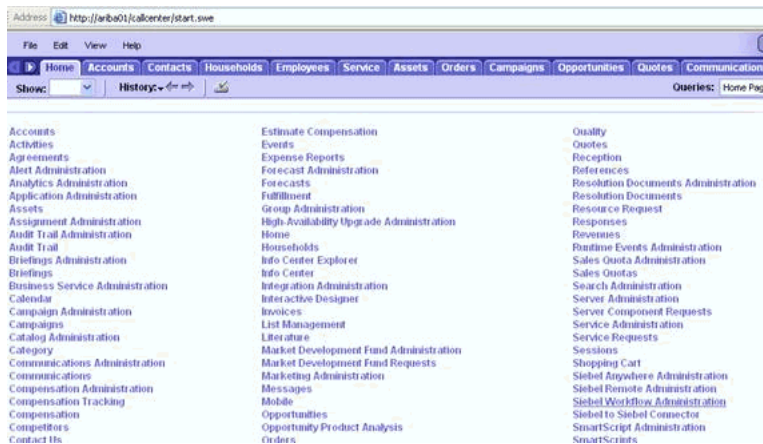 Address http://ariba01/callcenter/start.swe
File Edit View Help
Home Accounts Contacts Households Employees Service Assets Orders Campaigns Opportunities Quotes Communication
Show: History: Queries: Home Pag
Accounts
Activities
Agreements
Alert Administration
Analytics Administration
Application Administration
Assets
Assignment Administration
Audit Trail Administration
Audit Trail
Briefings Administration
Briefings
Business Service Administration
Calendar
Campaign Administration
Campaigns
Catalog Administration
Category
Communications Administration
Communications
Compensation Administration
Compensation Tracking
Compensation
Competitors
Contact Us
Estimate Compensation
Events
Expense Reports
Forecast Administration
Forecasts
Fulfillment
Group Administration
High-Availability Upgrade Administration
Home
Households
Info Center Explorer
Info Center
Integration Administration
Interactive Designer
Invoices
List Management
Literature
Market Development Fund Administration
Market Development Fund Requests
Marketing Administration
Messages
Mobile
Opportunities
Opportunity Product Analysis
Orders
Quality
Quotes
Reception
References
Resolution Documents Administration
Resolution Documents
Resource Request
Responses
Revenues
Runtime Events Administration
Sales Quota Administration
Sales Quotas
Search Administration
Server Administration
Server Component Requests
Service Administration
Service Requests
Sessions
Shopping Cart
Siebel Anywhere Administration
Siebel Remote Administration
Siebel Workflow Administration
Siebel to Siebel Connector
SmartScript Administration
SmartScripts